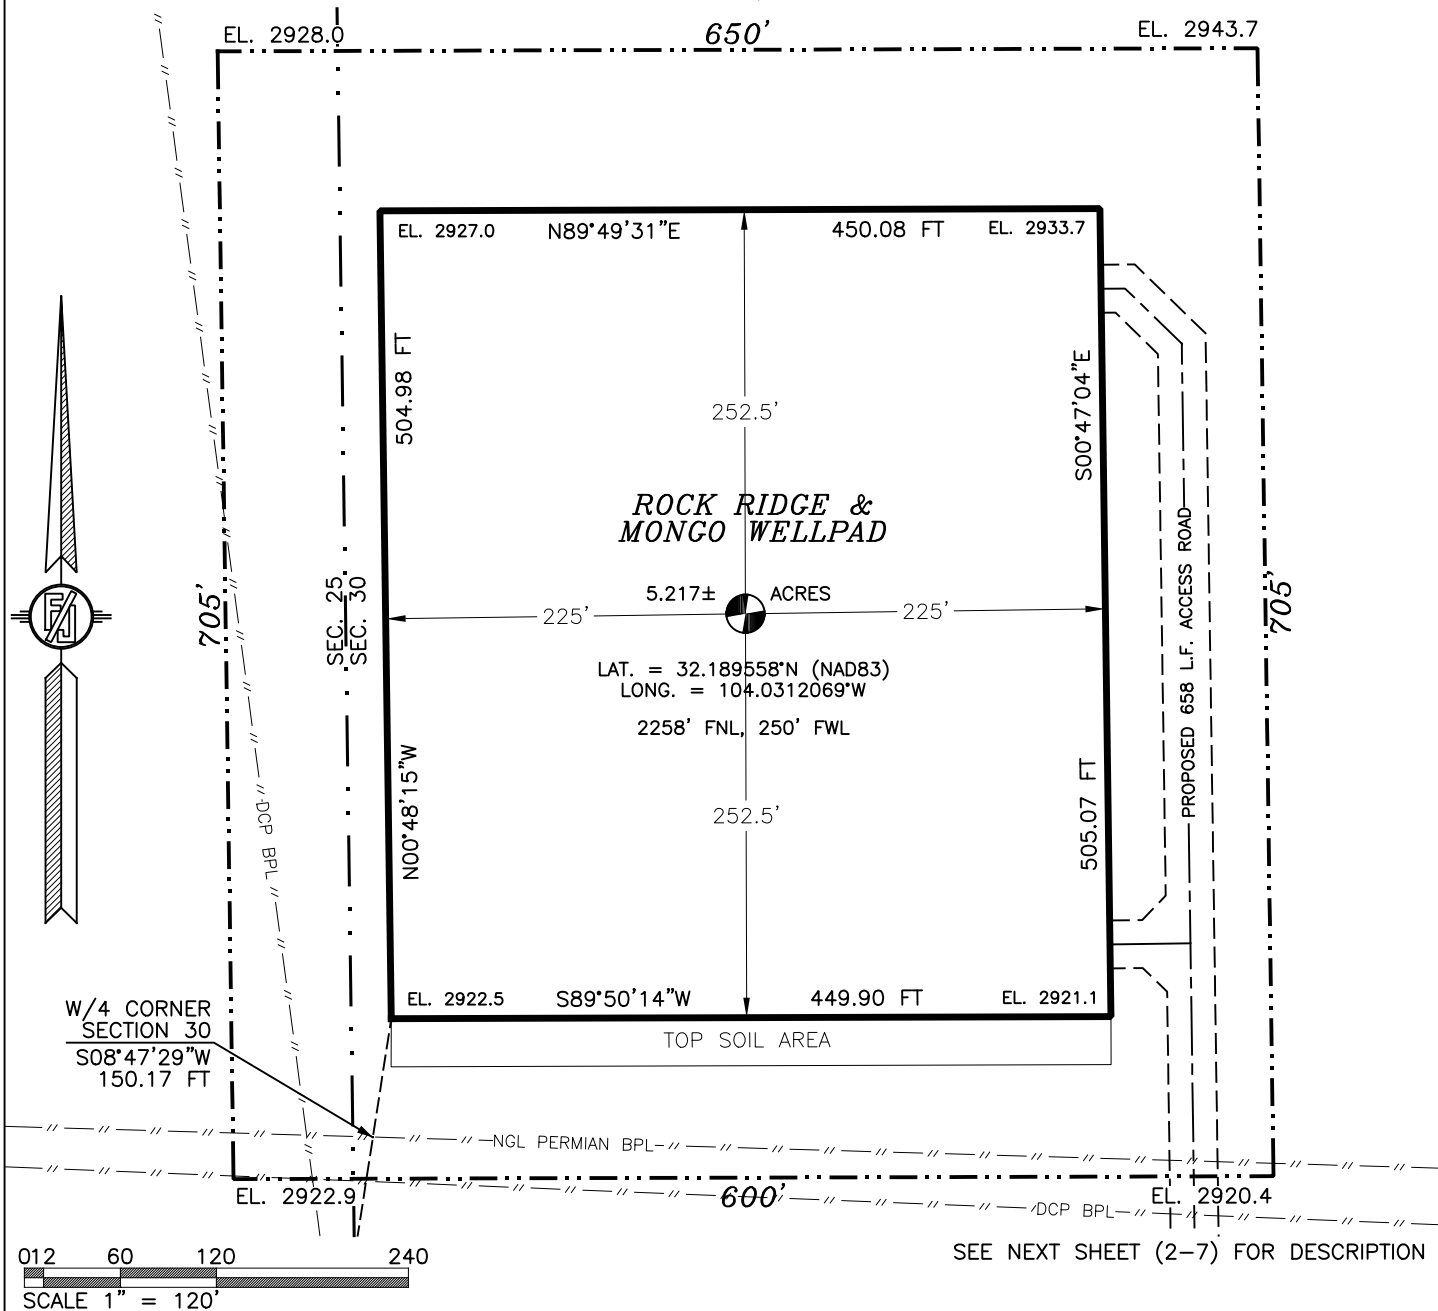 EL. 2928.0
650'
EL. 2943.7
EL. 2927.0
N89°49'31"E
450.08 FT
EL. 2933.7
504.98 FT
S00°47'04"E
252.5'
ROCK RIDGE &
MONGO WELLPAD
5.217± ACRES
225'
225'
705'
SEC. 25
SEC. 30
705'
LAT. = 32.189558°N (NAD83)
LONG. = 104.0312069°W
2258' FNL, 250' FWL
PROPOSED 658 L.F. ACCESS ROAD
N00°48'15"W
252.5'
505.07 FT
DCP BPL
EL. 2922.5
S89°50'14"W
449.90 FT
EL. 2921.1
TOP SOIL AREA
W/4 CORNER
SECTION 30
S08°47'29"W
150.17 FT
NGL PERMIAN BPL
EL. 2922.9
600'
EL. 2920.4
DCP BPL
SEE NEXT SHEET (2-7) FOR DESCRIPTION
012 60 120 240
SCALE 1" = 120'